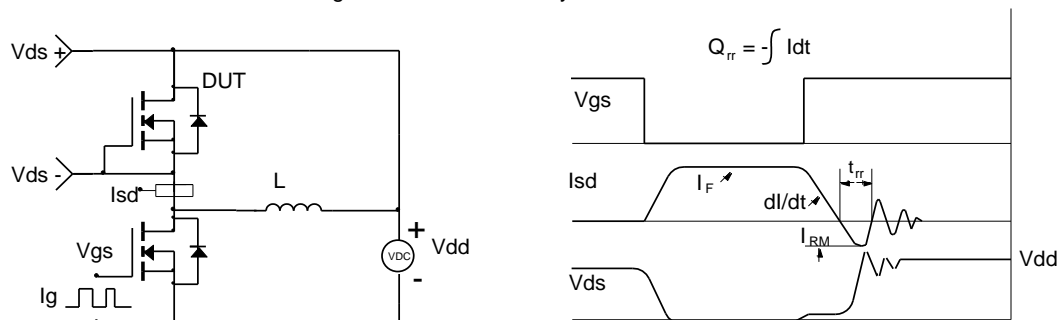 Vds +
DUT
Vds -
Isd
L
Vgs
+
VDC
-
Vdd
Ig
Qrr = -∫ Idt
Vgs
Isd
IF
dI/dt
trr
IRM
Vdd
Vds